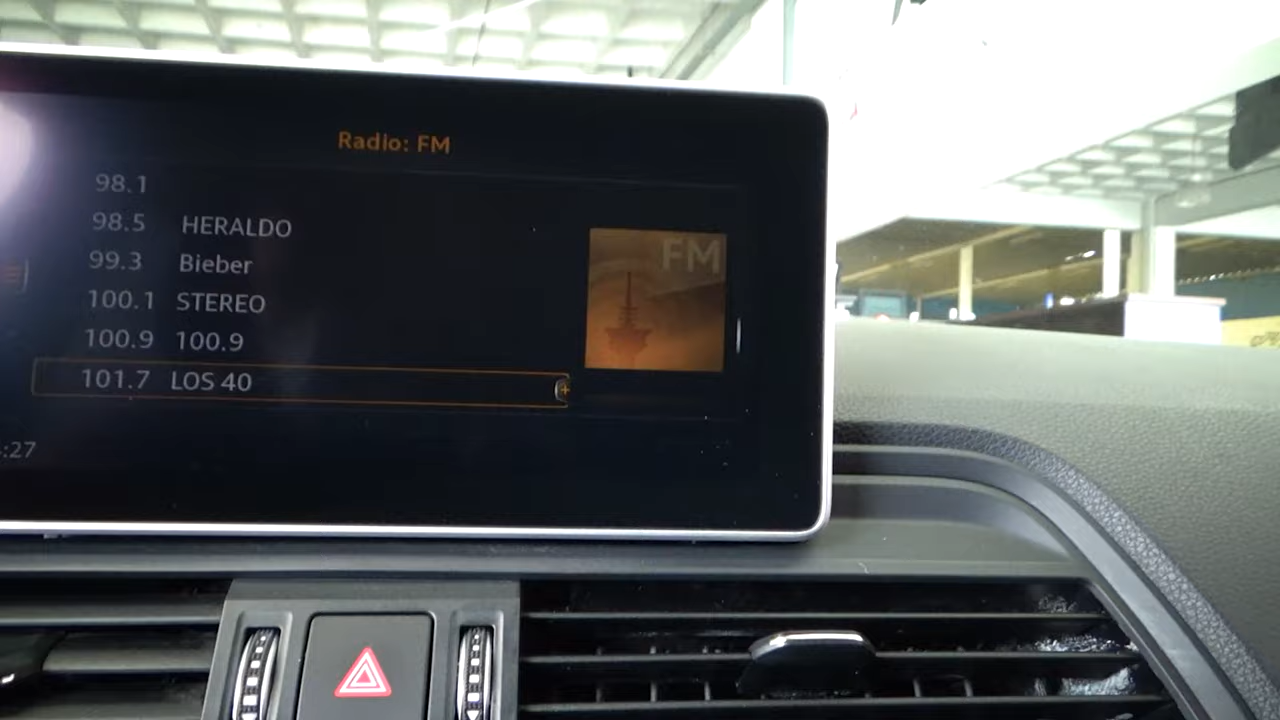 Radio: FM
98.1
98.5 HERALDO
99.3 Bieber
100.1 STEREO
100.9 100.9
101.7 LOS 40
FM
:27